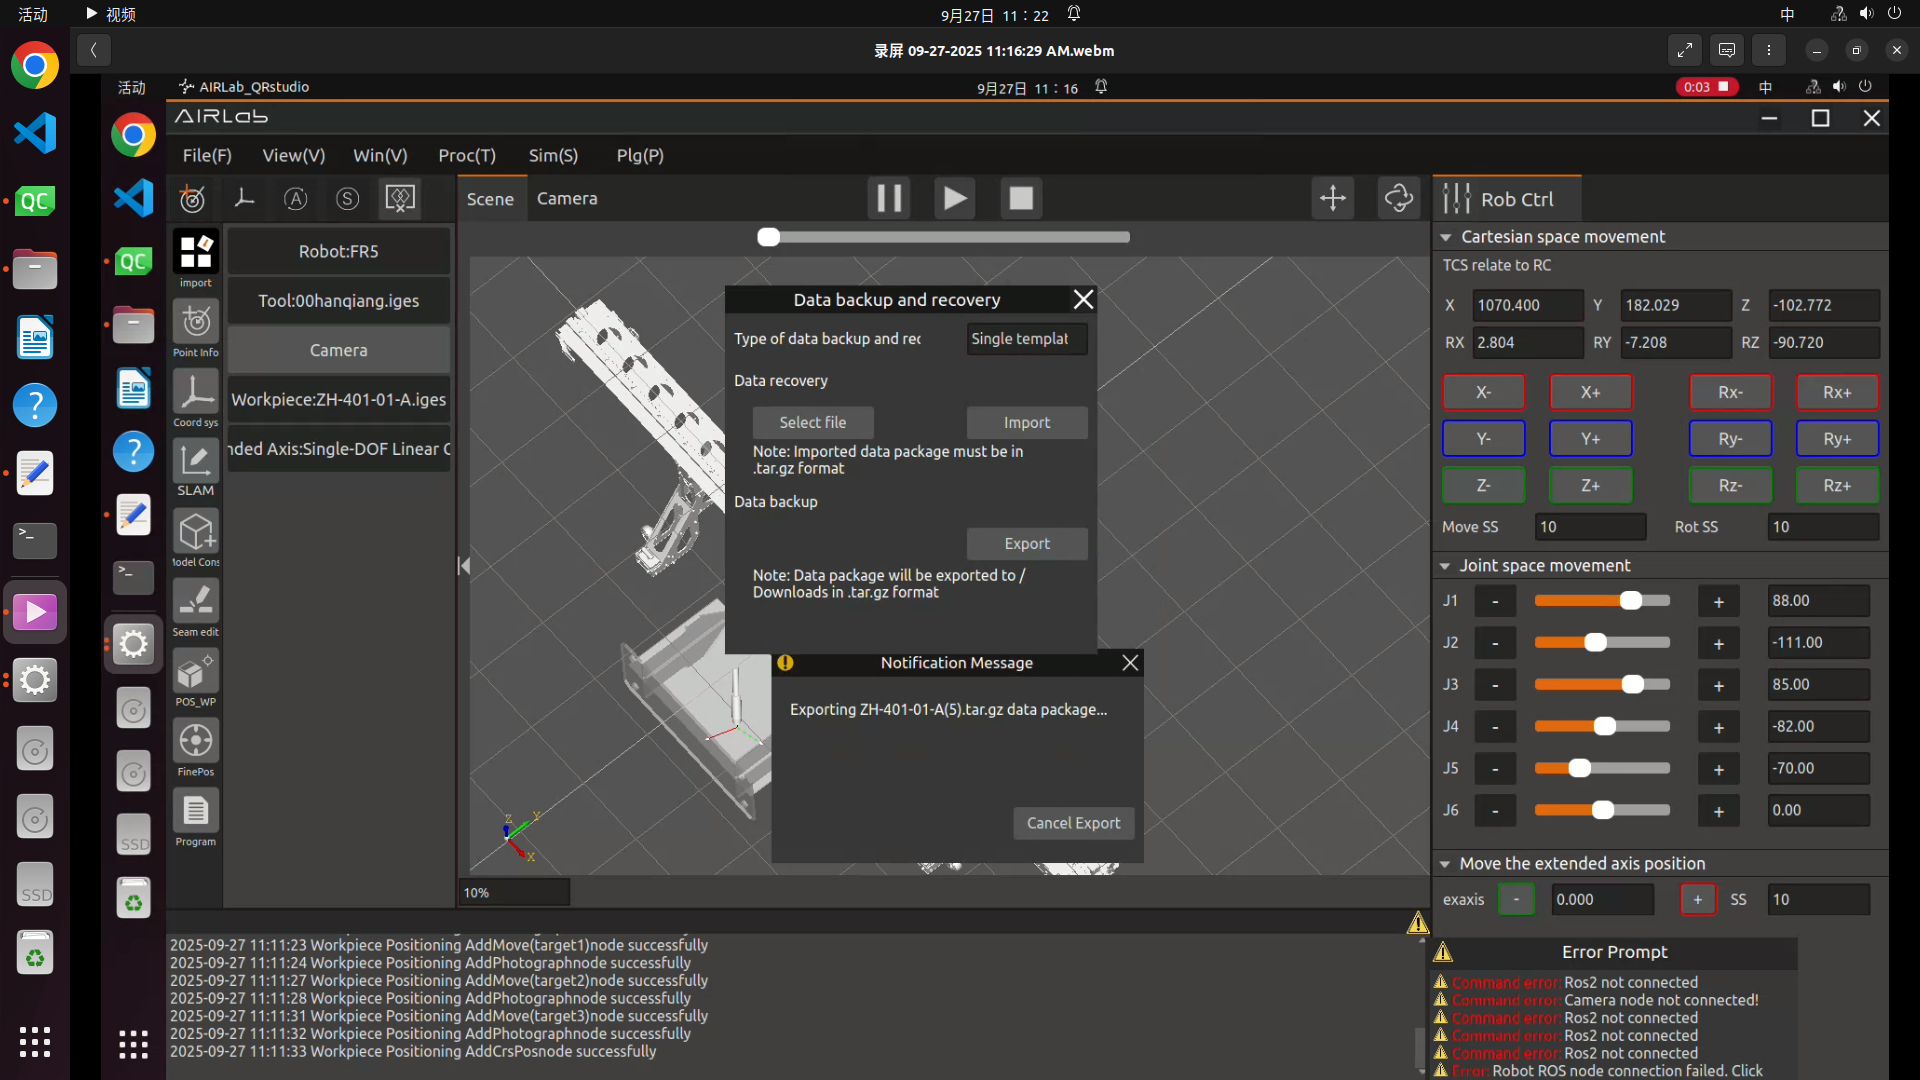 活动
视频
9月27日 11：22
中
录屏 09-27-2025 11:16:29 AM.webm
活动
AIRLab_QRstudio
9月27日 11：16
0:03
中
AIRLab
File(F)
View(V)
Win(V)
Proc(T)
Sim(S)
Plg(P)
Scene
Camera
Rob Ctrl
import
Point Info
Coord sys
SLAM
Model Cons
Seam edit
POS_WP
FinePos
Program
Robot:FR5
Tool:00hanqiang.iges
Camera
Workpiece:ZH-401-01-A.iges
nded Axis:Single-DOF Linear C
Data backup and recovery
Type of data backup and rec
Single templat
Data recovery
Select file
Import
Note: Imported data package must be in
.tar.gz format
Data backup
Export
Note: Data package will be exported to /
Downloads in .tar.gz format
Notification Message
Exporting ZH-401-01-A(5).tar.gz data package...
Cancel Export
Z
Y
X
10%
Cartesian space movement
TCS relate to RC
X 1070.400 Y 182.029 Z -102.772
RX 2.804 RY -7.208 RZ -90.720
X- X+ Rx- Rx+
Y- Y+ Ry- Ry+
Z- Z+ Rz- Rz+
Move SS 10 Rot SS 10
Joint space movement
J1 - + 88.00
J2 - + -111.00
J3 - + 85.00
J4 - + -82.00
J5 - + -70.00
J6 - + 0.00
Move the extended axis position
exaxis - 0.000 + SS 10
2025-09-27 11:11:23 Workpiece Positioning AddMove(target1)node successfully
2025-09-27 11:11:24 Workpiece Positioning AddPhotographnode successfully
2025-09-27 11:11:27 Workpiece Positioning AddMove(target2)node successfully
2025-09-27 11:11:28 Workpiece Positioning AddPhotographnode successfully
2025-09-27 11:11:31 Workpiece Positioning AddMove(target3)node successfully
2025-09-27 11:11:32 Workpiece Positioning AddPhotographnode successfully
2025-09-27 11:11:33 Workpiece Positioning AddCrsPosnode successfully
Error Prompt
Command error: Ros2 not connected
Command error: Camera node not connected!
Command error: Ros2 not connected
Command error: Ros2 not connected
Command error: Ros2 not connected
Error: Robot ROS node connection failed. Click
QC
QC
SSD
SSD